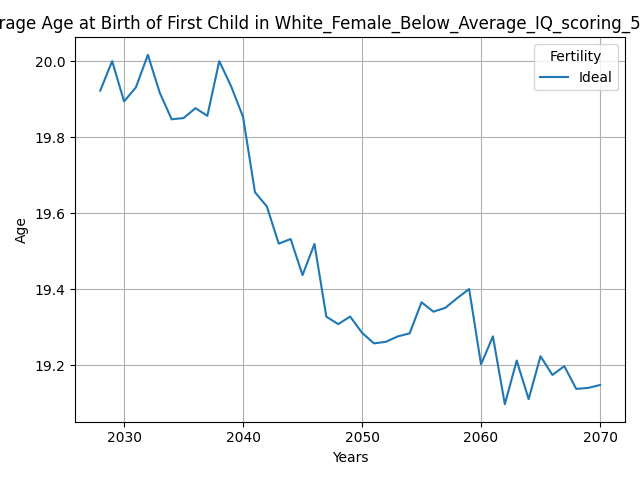 rage Age at Birth of First Child in White_Female_Below_Average_IQ_scoring_5
Fertility
Ideal
Age
20.0
19.8
19.6
19.4
19.2
2030 2040 2050 2060 2070
Years